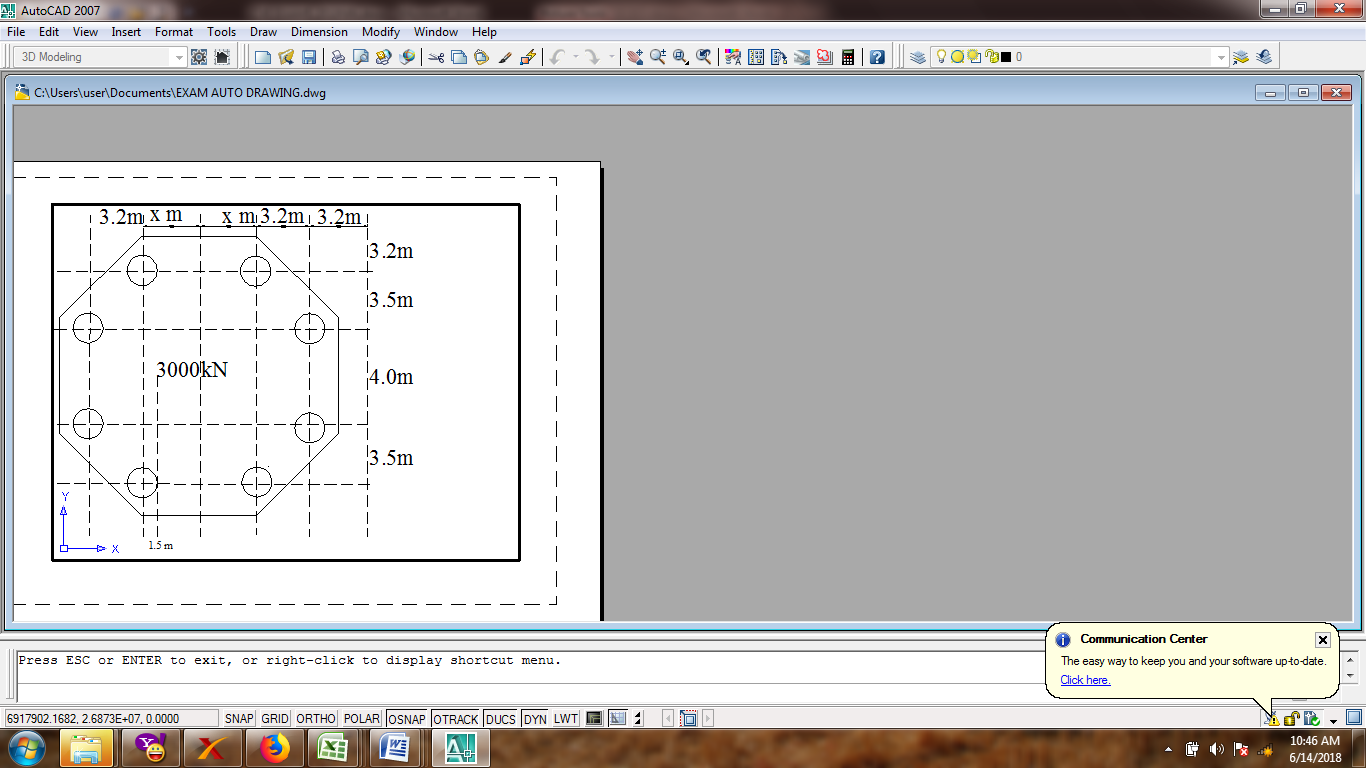 AutoCAD 2007
File Edit View Insert Format Tools Draw Dimension Modify Window Help
3D Modeling
0
C:\Users\user\Documents\EXAM AUTO DRAWING.dwg
3.2m x m x m 3.2m 3.2m
3.2m
3.5m
3000kN
4.0m
3.5m
Y
X
1.5 m
Communication Center
The easy way to keep you and your software up-to-date.
Click here.
Press ESC or ENTER to exit, or right-click to display shortcut menu.
6917902.1682, 2.6873E+07, 0.0000 SNAP GRID ORTHO POLAR OSNAP OTRACK DUCS DYN LWT
10:46 AM
6/14/2018